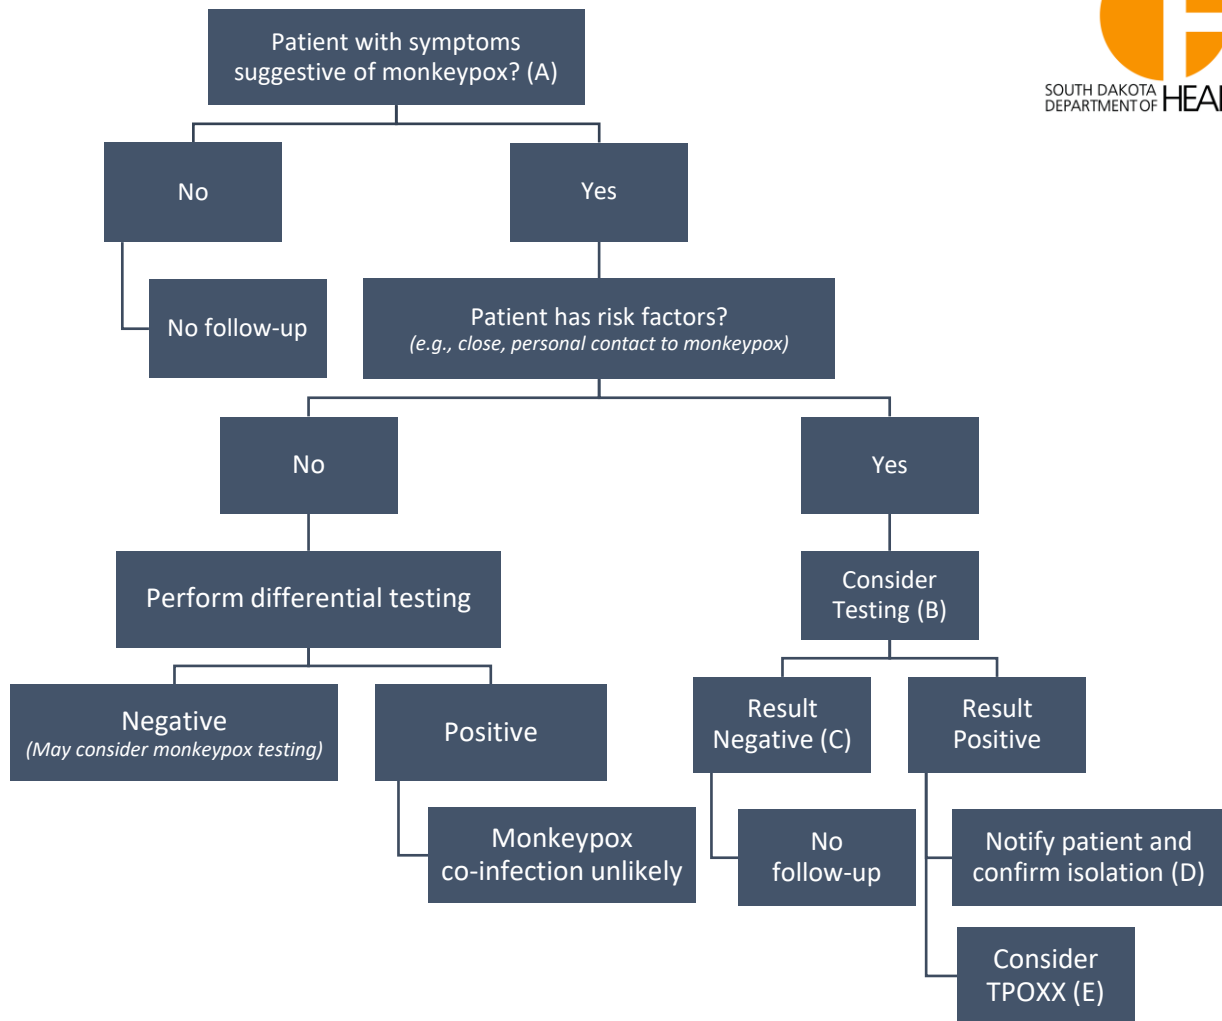 Patient with symptoms
suggestive of monkeypox? (A)
SOUTH DAKOTA
DEPARTMENT OF
No
Yes
No follow-up
Patient has risk factors?
(e.g., close, personal contact to monkeypox)
No
Yes
Perform differential testing
Consider
Testing (B)
Negative
(May consider monkeypox testing)
Positive
Result
Negative (C)
Result
Positive
Monkeypox
co-infection unlikely
No
follow-up
Notify patient and
confirm isolation (D)
Consider
TPOXX (E)